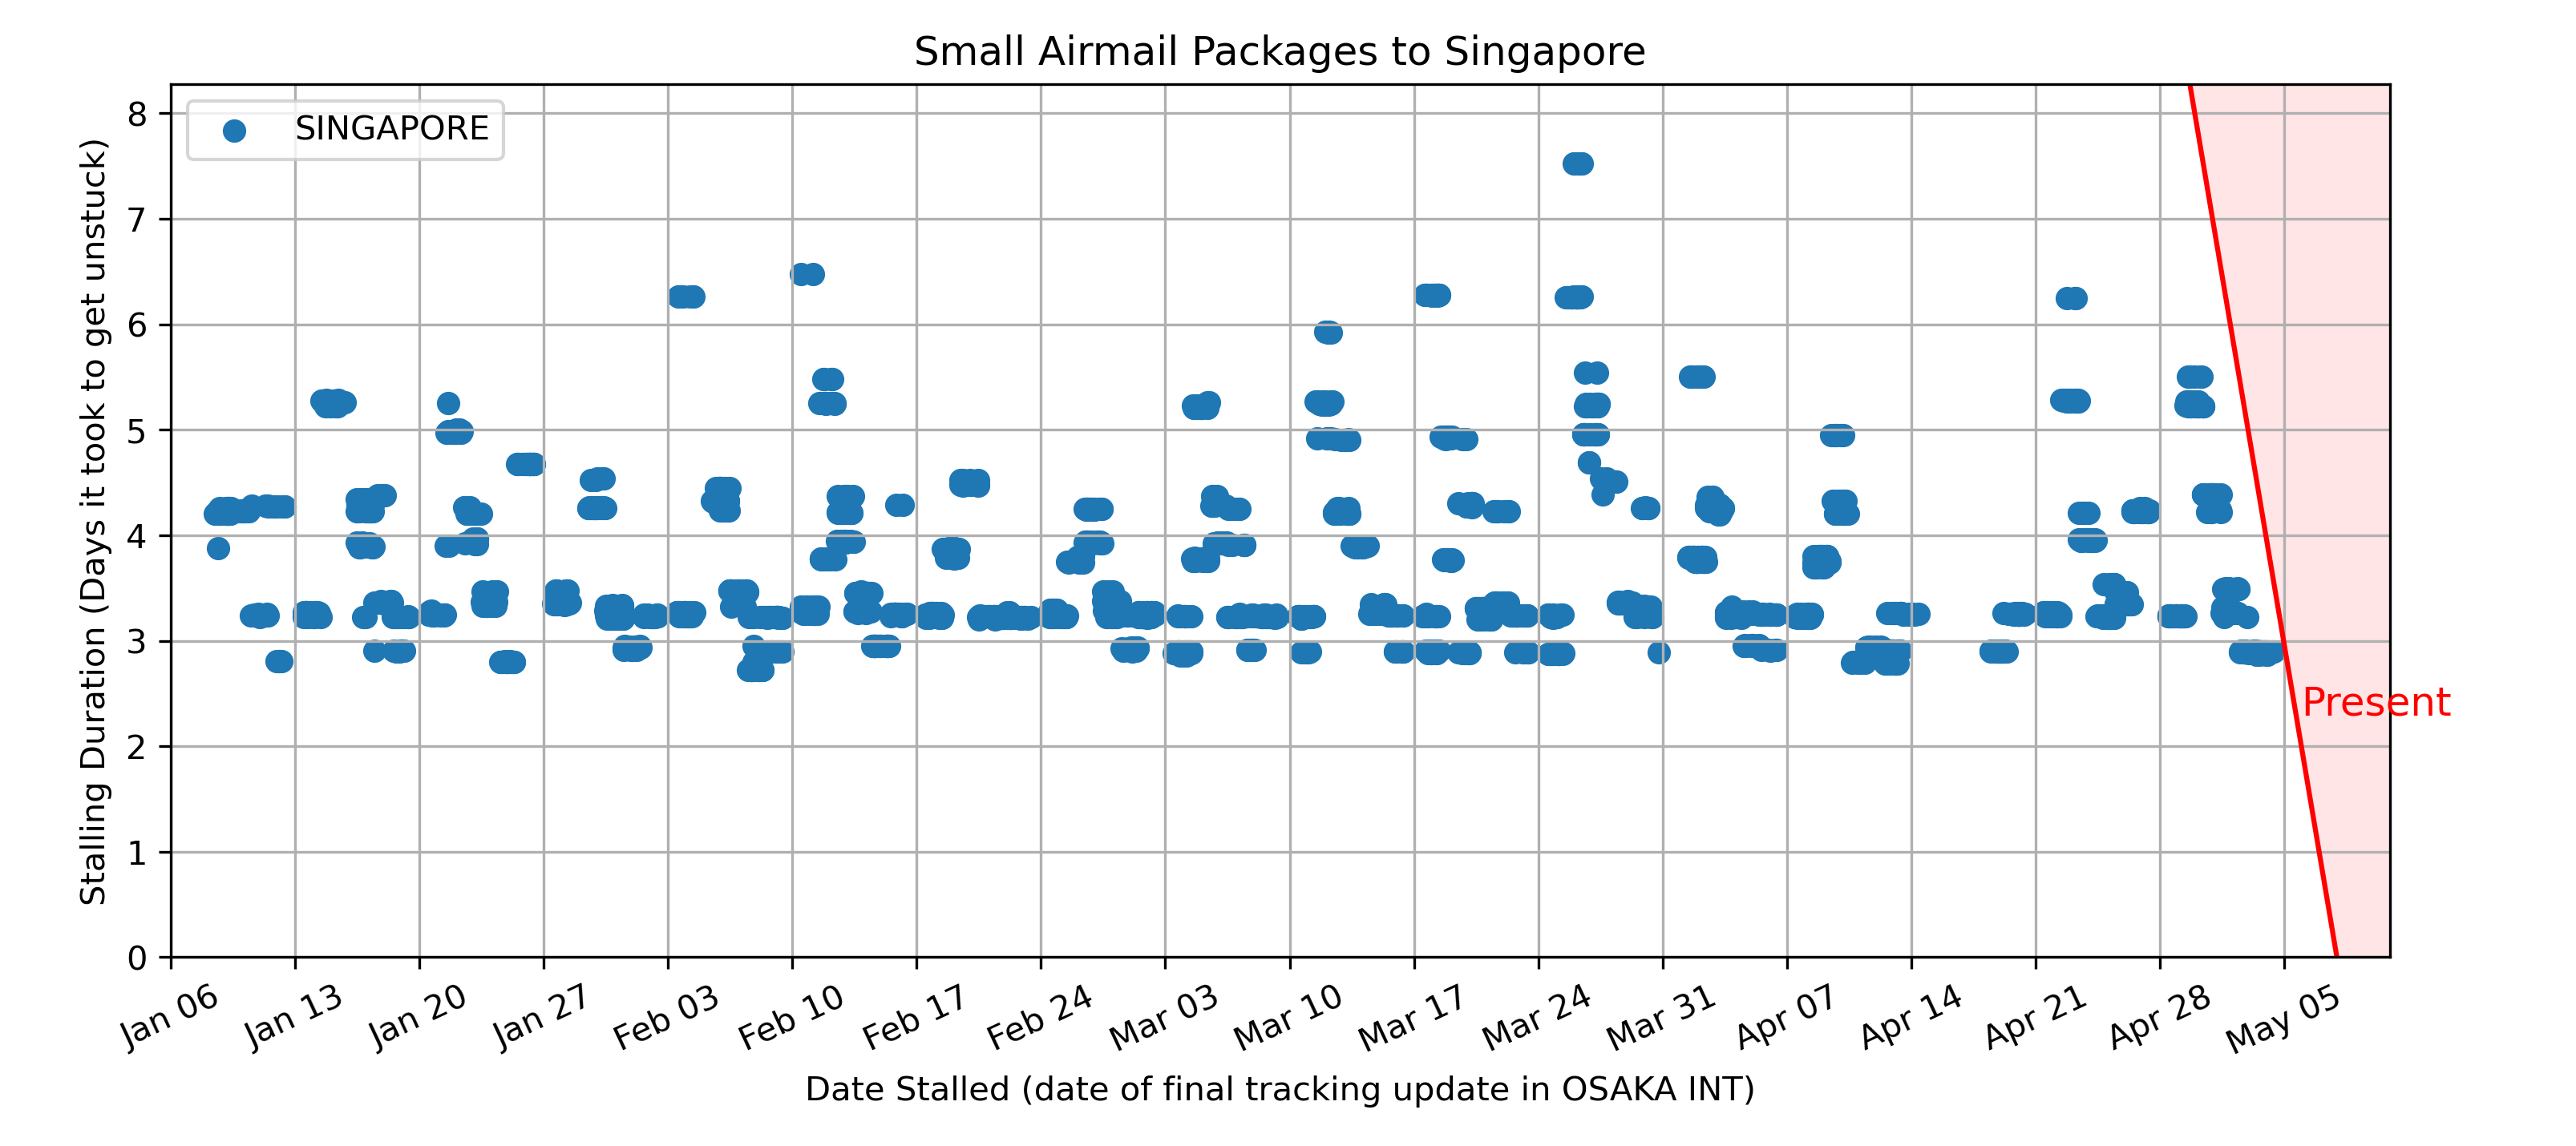 Small Airmail Packages to Singapore
SINGAPORE
Stalling Duration (Days it took to get unstuck)
8
7
6
5
4
3
2
1
0
Present
Jan 06
Jan 13
Jan 20
Jan 27
Feb 03
Feb 10
Feb 17
Feb 24
Mar 03
Mar 10
Mar 17
Mar 24
Mar 31
Apr 07
Apr 14
Apr 21
Apr 28
May 05
Date Stalled (date of final tracking update in OSAKA INT)